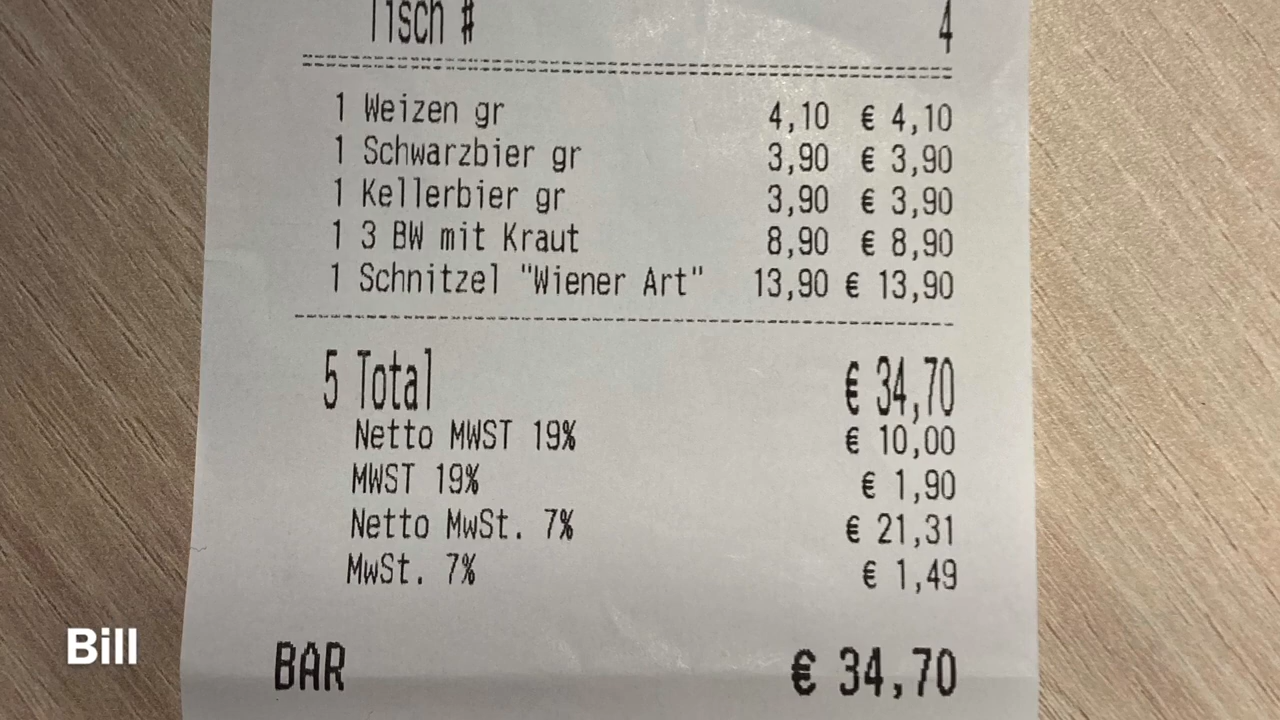 Tisch # 4
1 Weizen gr 4,10 € 4,10
1 Schwarzbier gr 3,90 € 3,90
1 Kellerbier gr 3,90 € 3,90
1 3 BW mit Kraut 8,90 € 8,90
1 Schnitzel "Wiener Art" 13,90 € 13,90
5 Total € 34,70
Netto MWST 19% € 10,00
MWST 19% € 1,90
Netto MwSt. 7% € 21,31
MwSt. 7% € 1,49
Bill
BAR € 34,70